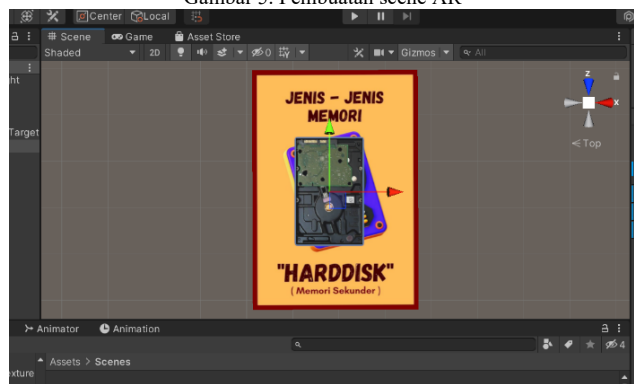 Gambar 5. Pembuatan scene AR
Center Local
Scene Game Asset Store
Shaded 2D 0 Gizmos All
ht
Target
z
x
Top
JENIS - JENIS
MEMORI
"HARDDISK"
( Memori Sekunder )
Animator Animation
4
Assets > Scenes
xture